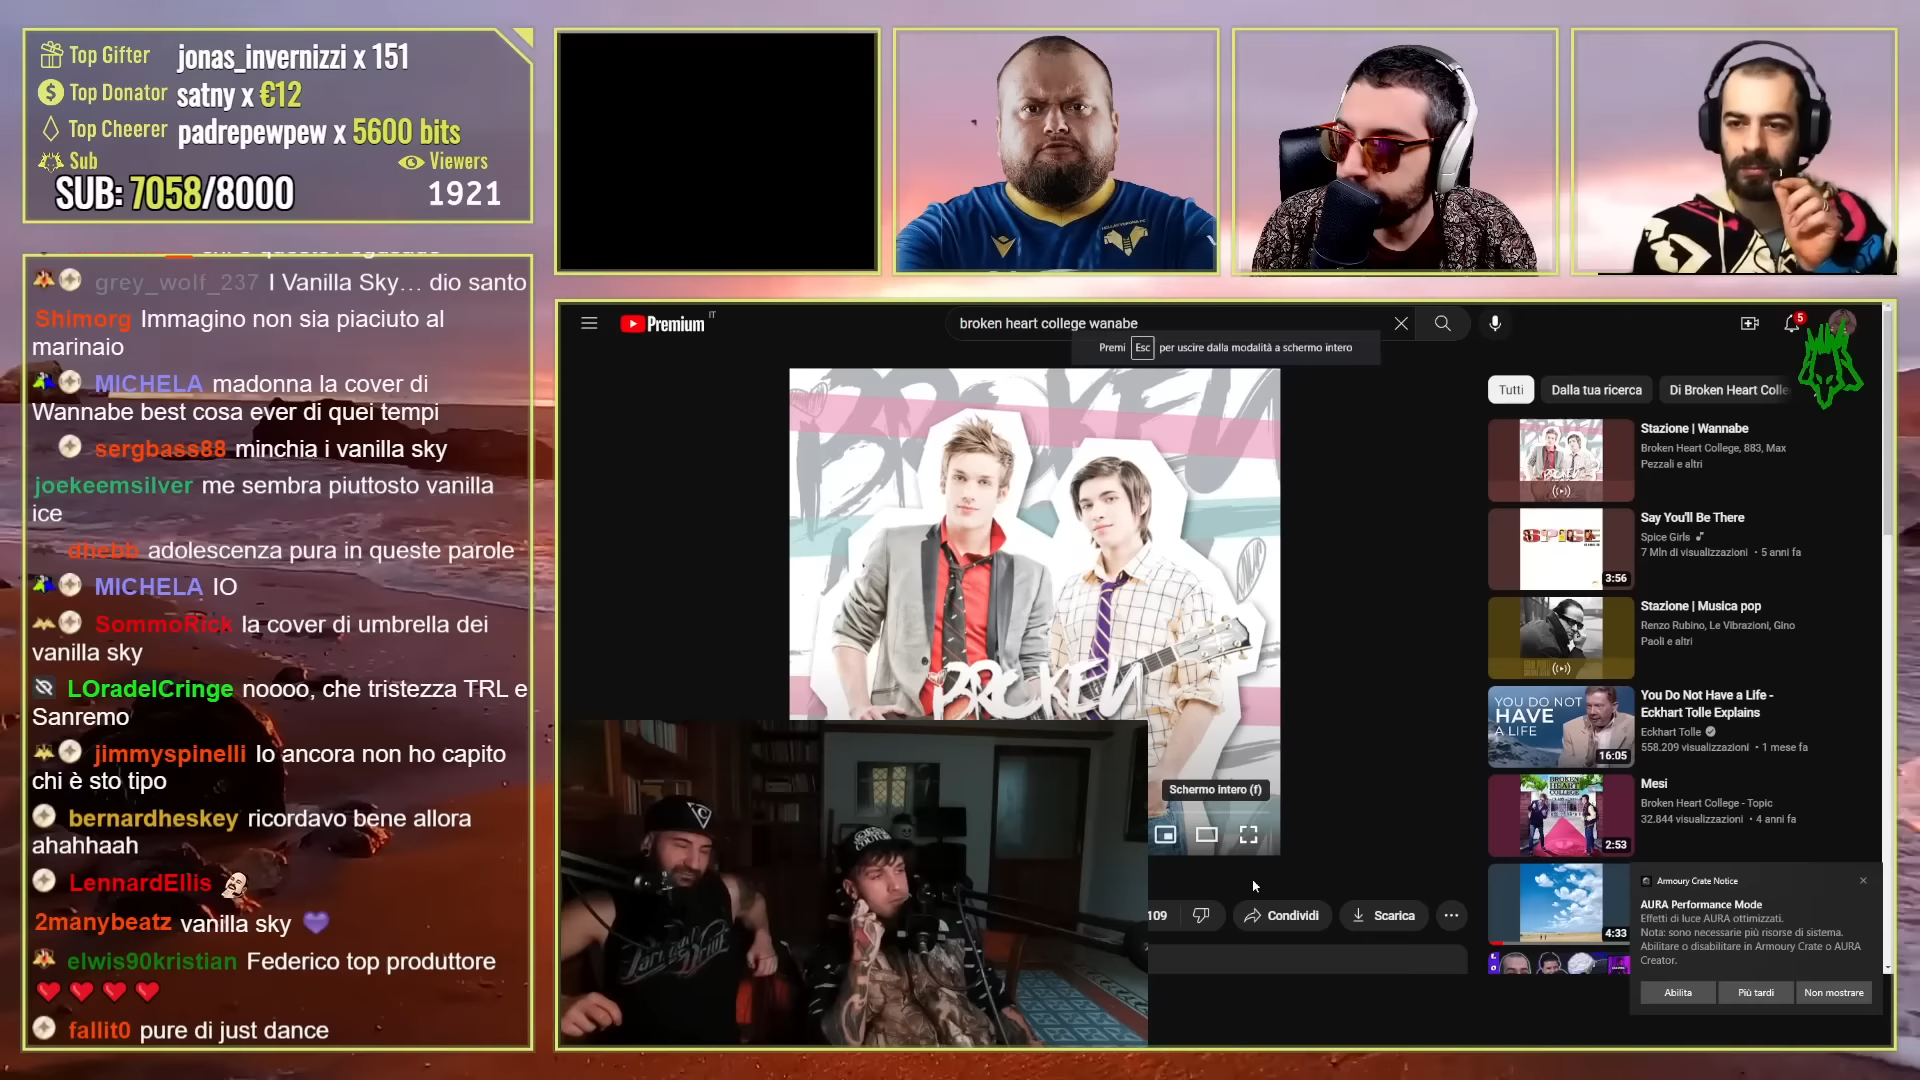 Top Gifter jonas_invernizzi x 151
Top Donator satny x €12
Top Cheerer padrepewpew x 5600 bits
Sub Viewers
SUB: 7058/8000 1921
grey_wolf_237 I Vanilla Sky… dio santo
Shimorg Immagino non sia piaciuto al
marinaio
MICHELA madonna la cover di
Wannabe best cosa ever di quei tempi
sergbass88 minchia i vanilla sky
joekeemsilver me sembra piuttosto vanilla
ice
dhebb adolescenza pura in queste parole
MICHELA IO
SommoRick la cover di umbrella dei
vanilla sky
LOradelCringe noooo, che tristezza TRL e
Sanremo
jimmyspinelli Io ancora non ho capito
chi è sto tipo
bernardheskey ricordavo bene allora
ahahhaah
LennardEllis
2manybeatz vanilla sky
elwis90kristian Federico top produttore
fallit0 pure di just dance
Premium IT
broken heart college wanabe
5
Premi Esc per uscire dalla modalità a schermo intero
BROKEN
BROKEN
Schermo intero (f)
109 Condividi Scarica
Tutti Dalla tua ricerca Di Broken Heart Colle
Stazione | Wannabe
Broken Heart College, 883, Max
Pezzali e altri
SPICE
3:56
Say You'll Be There
Spice Girls
7 Mln di visualizzazioni • 5 anni fa
Stazione | Musica pop
Renzo Rubino, Le Vibrazioni, Gino
Paoli e altri
YOU DO NOT
HAVE
A LIFE
16:05
You Do Not Have a Life -
Eckhart Tolle Explains
Eckhart Tolle
558.209 visualizzazioni • 1 mese fa
BROKEN
HEART
COLLEGE
2:53
Mesi
Broken Heart College - Topic
32.844 visualizzazioni • 4 anni fa
4:33
Armoury Crate Notice
AURA Performance Mode
Effetti di luce AURA ottimizzati.
Nota: sono necessarie più risorse di sistema.
Abilitare o disabilitare in Armoury Crate o AURA
Creator.
Abilita Più tardi Non mostrare